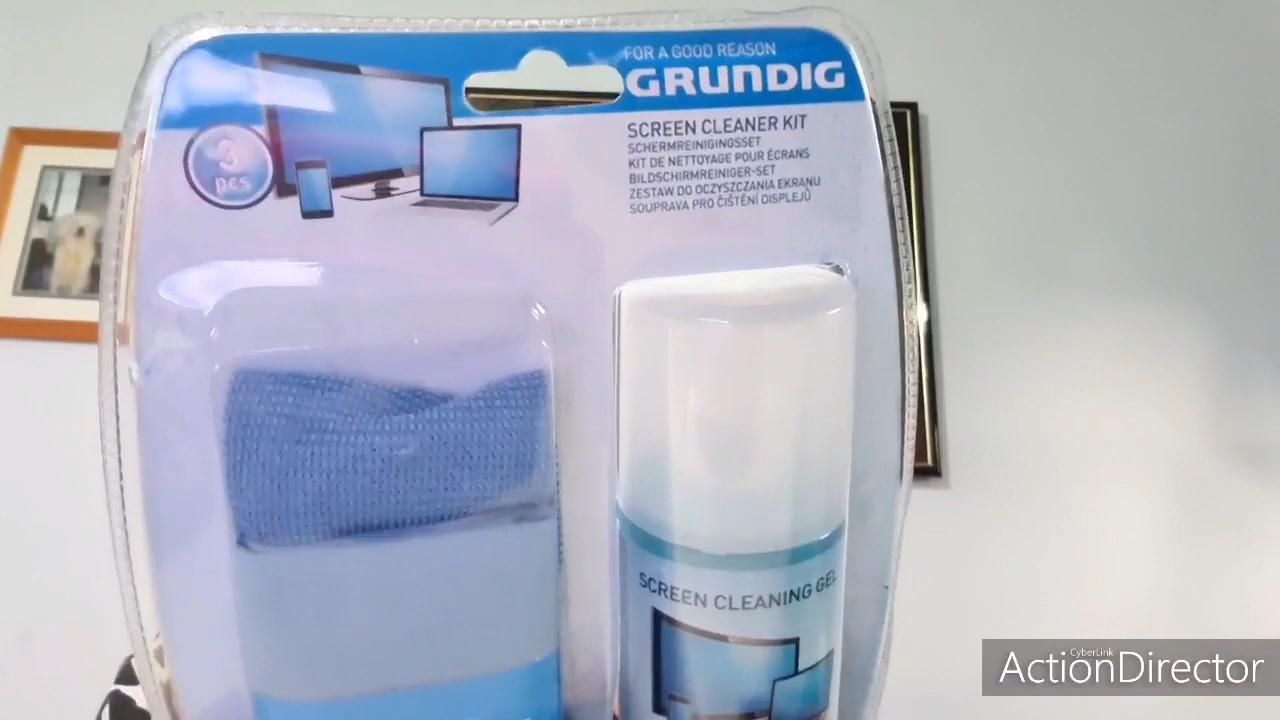 FOR A GOOD REASON
GRUNDIG
3
pcs
SCREEN CLEANER KIT
SCHERMREINIGINGSSET
KIT DE NETTOYAGE POUR ÉCRANS
BILDSCHIRMREINIGER-SET
ZESTAW DO OCZYSZCZANIA EKRANU
SOUPRAVA PRO ČIŠTĚNÍ DISPLEJŮ
SCREEN CLEANING GEL
CyberLink
ActionDirector